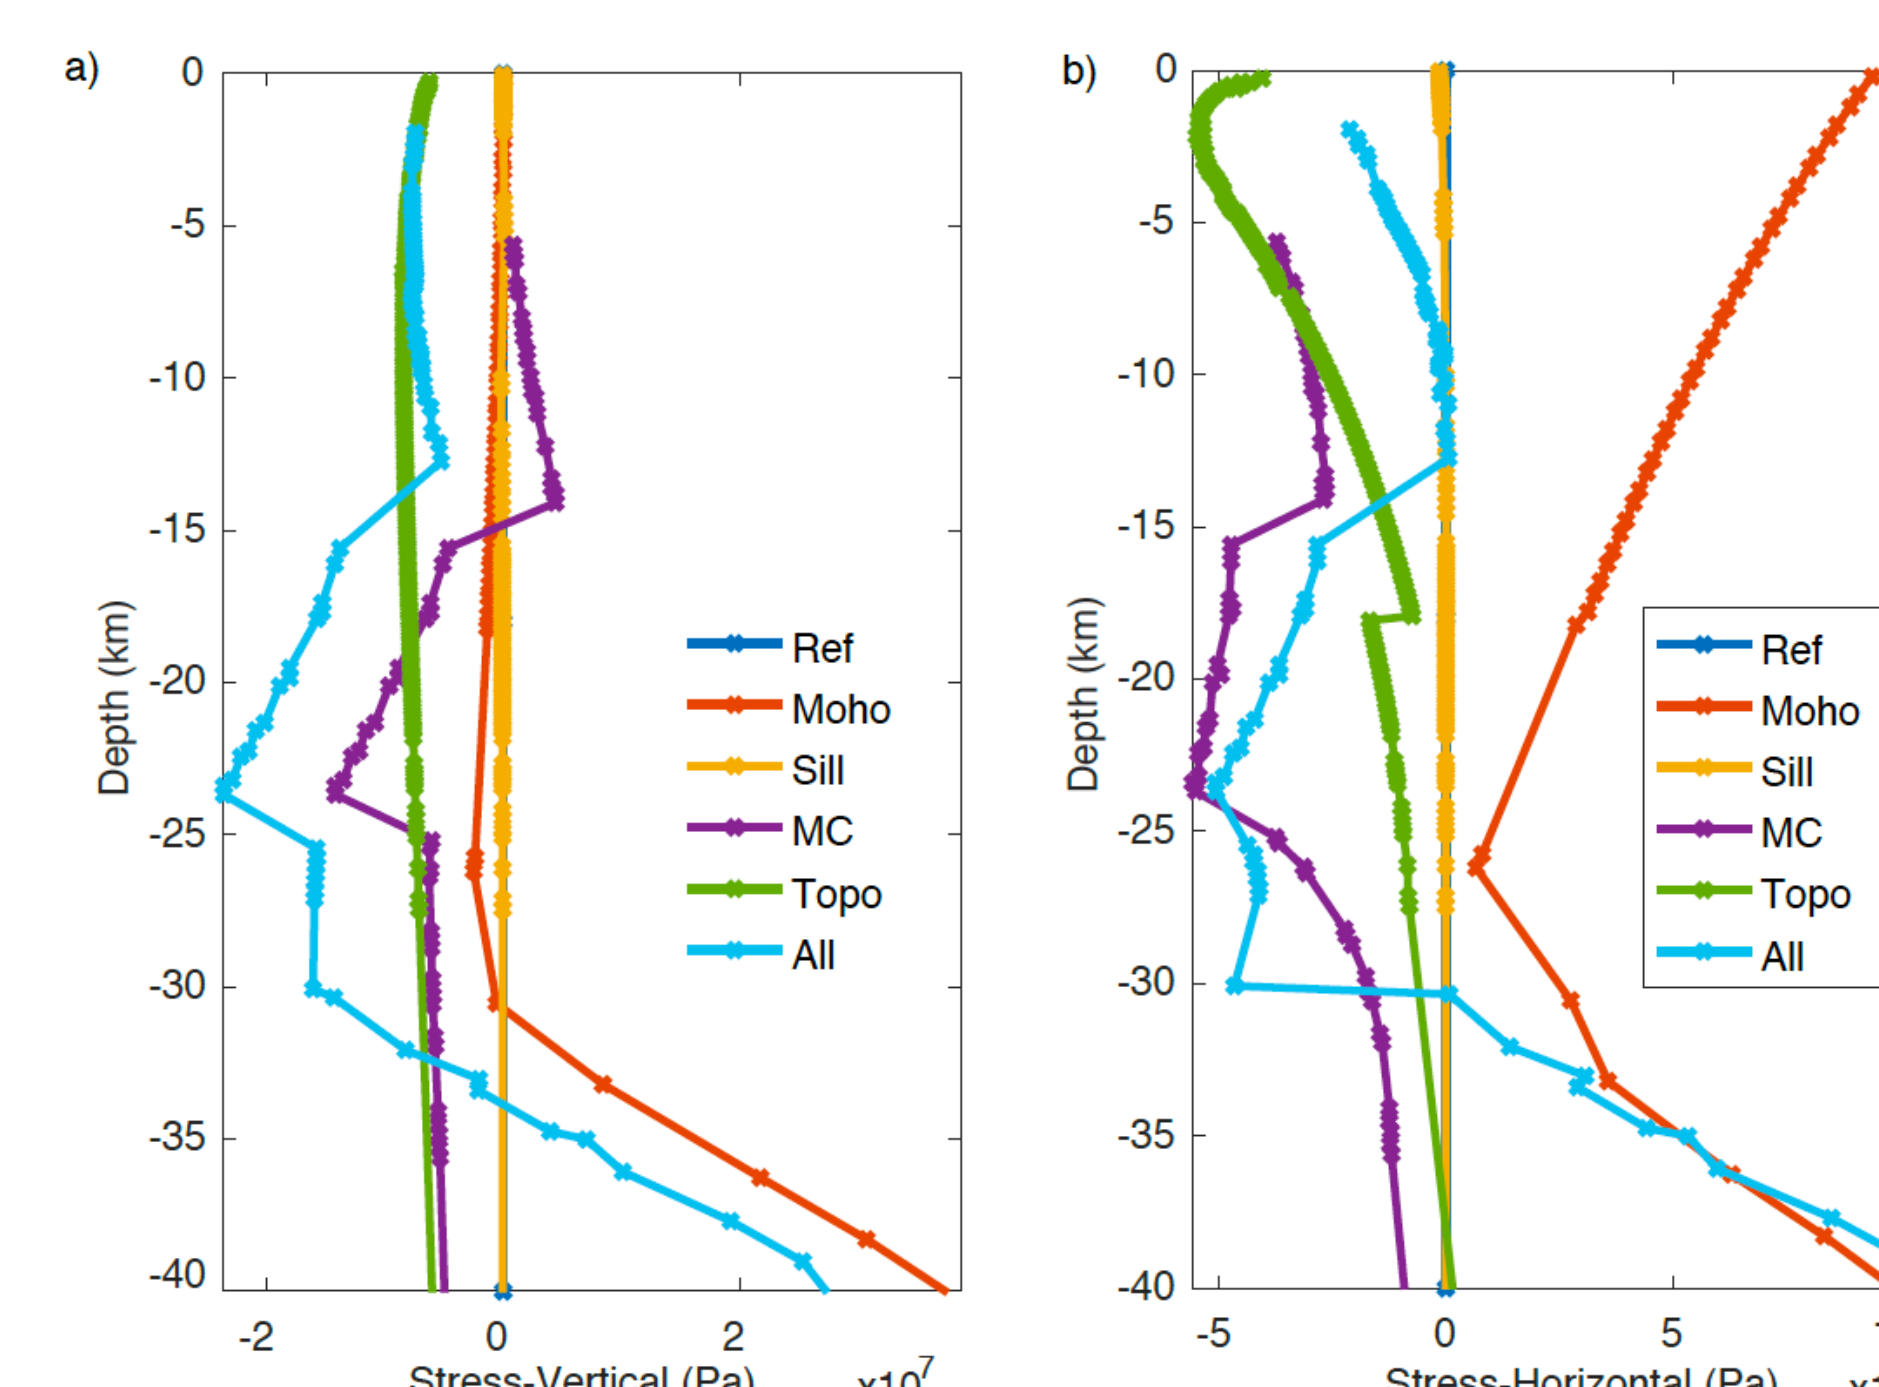 a)
0
-5
-10
-15
-20
-25
-30
-35
-40
Depth (km)
-2
0
2
Stress-Vertical (Pa)
x10^7
Ref
Moho
Sill
MC
Topo
All
b)
0
-5
-10
-15
-20
-25
-30
-35
-40
Depth (km)
-5
0
5
Stress-Horizontal (Pa)
Ref
Moho
Sill
MC
Topo
All